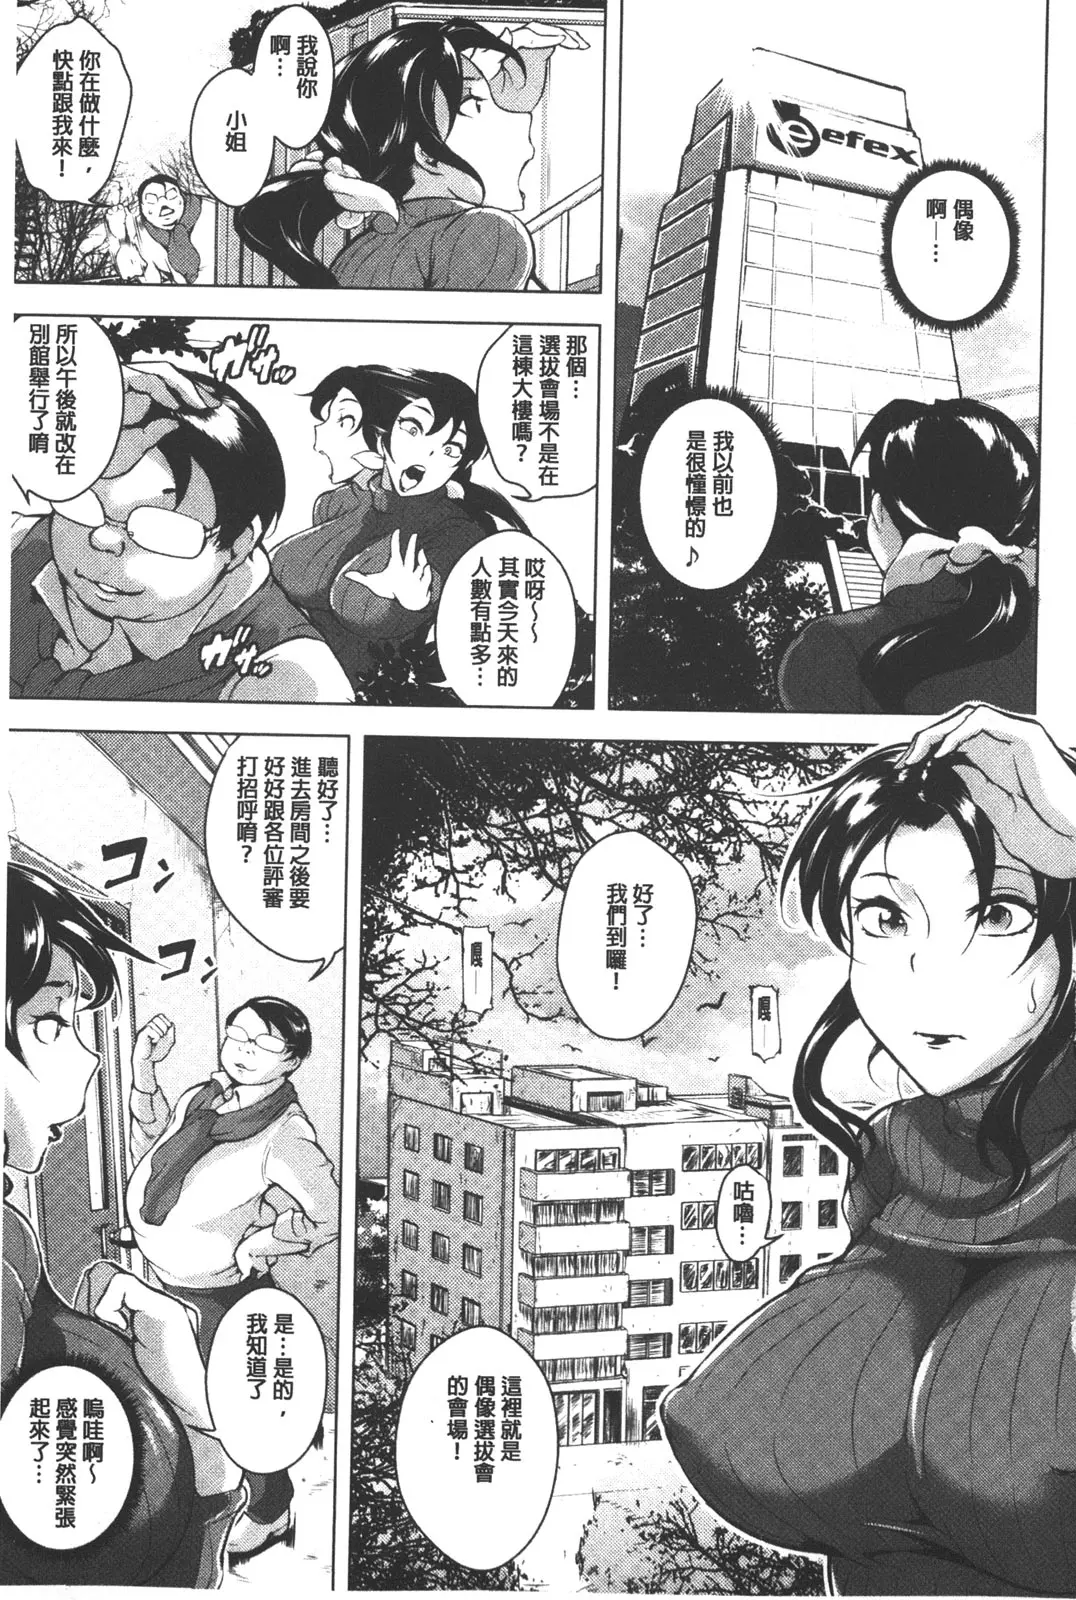 efex
偶像
啊—…
我以前也
是很憧憬的♪
我說你
啊…
小姐
你在做什麼，
快點跟我來！
那個…
選拔會場不是在
這棟大樓嗎？
哎呀～
其實今天來的
人數有點多…
ガヤ
ガヤ
所以午後就改在
別館舉行了唷
好了…
我們到囉！
嘎
嘎
咕嚕…
這裡就是
偶像選拔會
的會場！
聽好了…
進去房間之後要
好好跟各位評審
打招呼唷？
コン
コン
是…是的，
我知道了
嗚哇啊～
感覺突然緊張
起來了…